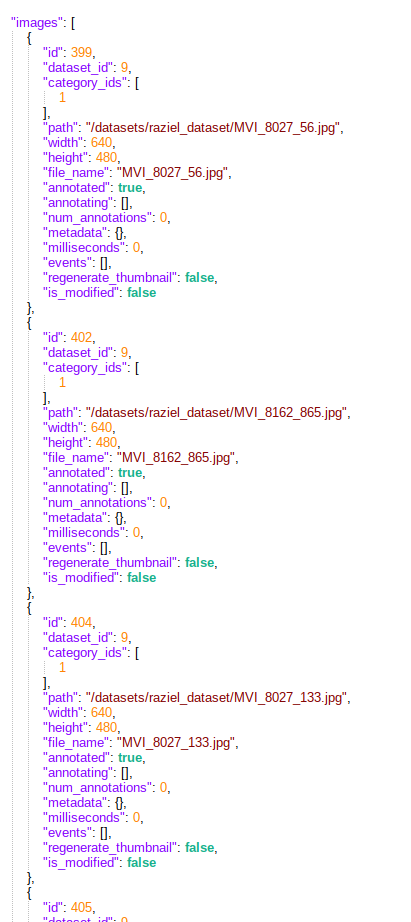 "images": [
{
"id": 399,
"dataset_id": 9,
"category_ids": [
1
],
"path": "/datasets/raziel_dataset/MVI_8027_56.jpg",
"width": 640,
"height": 480,
"file_name": "MVI_8027_56.jpg",
"annotated": true,
"annotating": [],
"num_annotations": 0,
"metadata": {},
"milliseconds": 0,
"events": [],
"regenerate_thumbnail": false,
"is_modified": false
},
{
"id": 402,
"dataset_id": 9,
"category_ids": [
1
],
"path": "/datasets/raziel_dataset/MVI_8162_865.jpg",
"width": 640,
"height": 480,
"file_name": "MVI_8162_865.jpg",
"annotated": true,
"annotating": [],
"num_annotations": 0,
"metadata": {},
"milliseconds": 0,
"events": [],
"regenerate_thumbnail": false,
"is_modified": false
},
{
"id": 404,
"dataset_id": 9,
"category_ids": [
1
],
"path": "/datasets/raziel_dataset/MVI_8027_133.jpg",
"width": 640,
"height": 480,
"file_name": "MVI_8027_133.jpg",
"annotated": true,
"annotating": [],
"num_annotations": 0,
"metadata": {},
"milliseconds": 0,
"events": [],
"regenerate_thumbnail": false,
"is_modified": false
},
{
"id": 405,
"dataset_id": 9